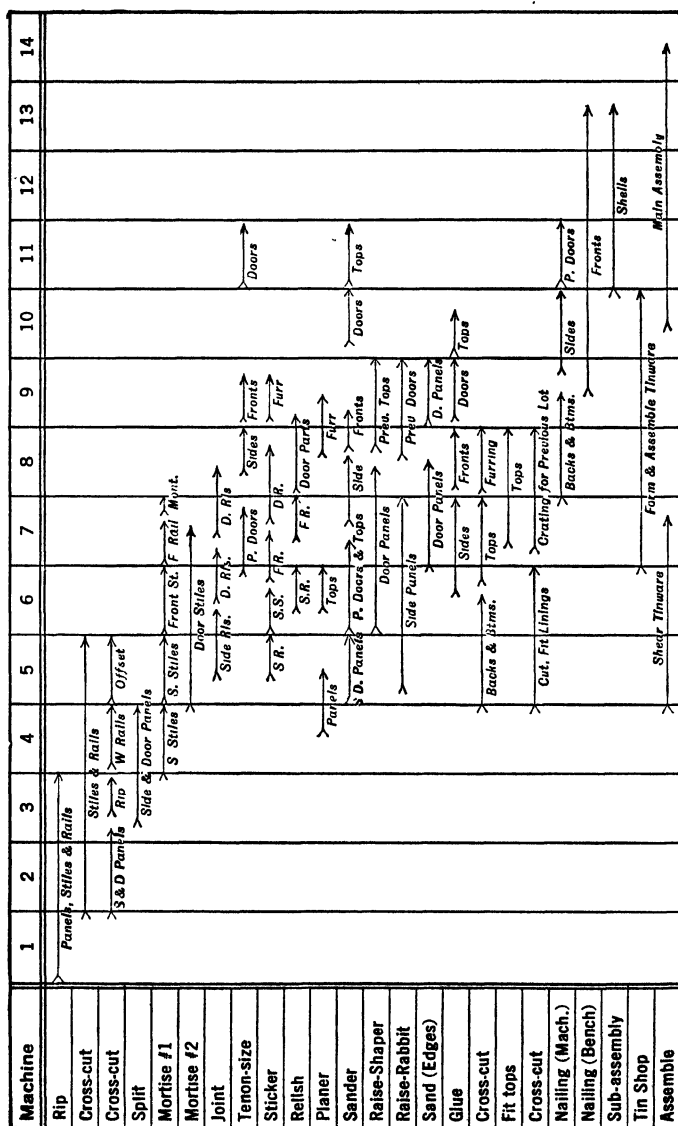 Machine 1 2 3 4 5 6 7 8 9 10 11 12 13 14
Rip Panels, Stiles & Rails
Cross-cut Stiles & Rails
Cross-cut S & D Panels Rip W Rails Offset
Split Side & Door Panels
Mortise #1 S Stiles S. Stiles Front St. F Rail Mont.
Mortise #2 Door Stiles
Joint Side Rls. D. Rls. D. R'ls
Tenon-size P. Doors Sides Fronts Doors
Sticker S R. S.S. F R. D R. Furr
Relish S.R. F R. Door Parts
Planer Panels Tops Furr
Sander S D. Panels P. Doors & Tops Side Fronts Doors Tops
Raise-Shaper Door Panels Prev. Tops
Raise-Rabbit Side Panels Prev Doors
Sand (Edges) Door Panels D. Panels
Glue Sides Fronts Doors Tops
Cross-cut Backs & Btms. Tops Furring
Fit tops Tops
Cross-cut Cut, Fit Linings Crating for Previous Lot
Nailing (Mach.) Backs & Btms. Sides P. Doors
Nailing (Bench) Fronts
Sub-assembly Shells
Tin Shop Form & Assemble Tinware
Assemble Shear Tinware Main Assembly